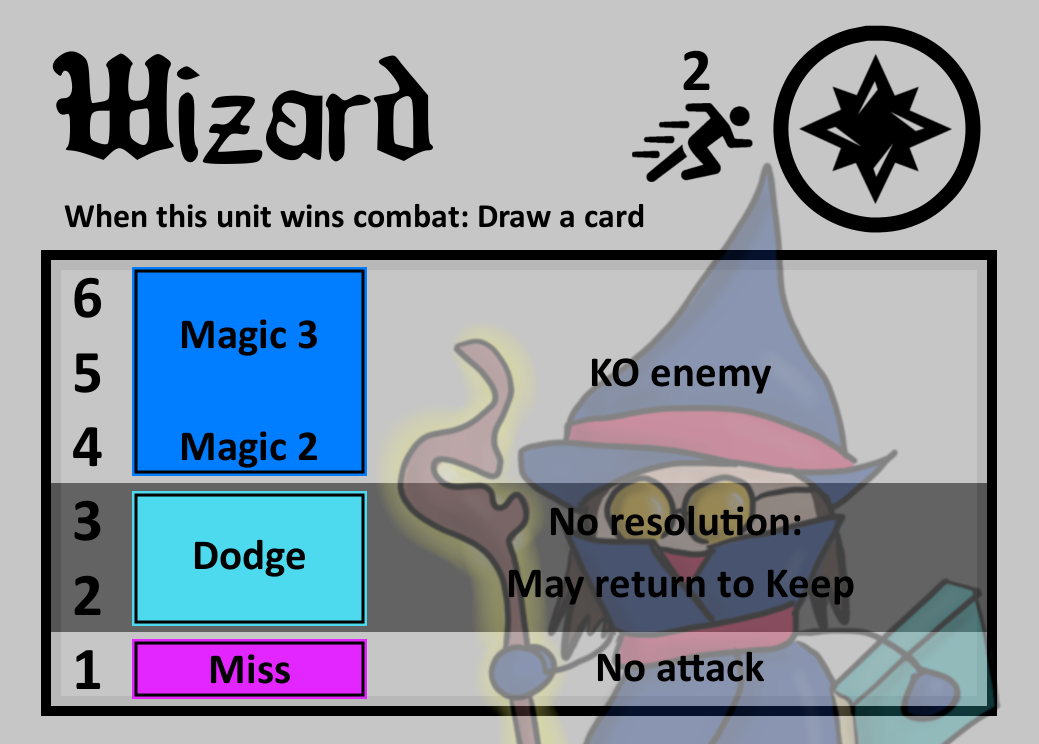 Wizard
2
When this unit wins combat: Draw a card
6
Magic 3
5
KO enemy
4
Magic 2
3
No resolution:
Dodge
2
May return to Keep
1
Miss
No attack